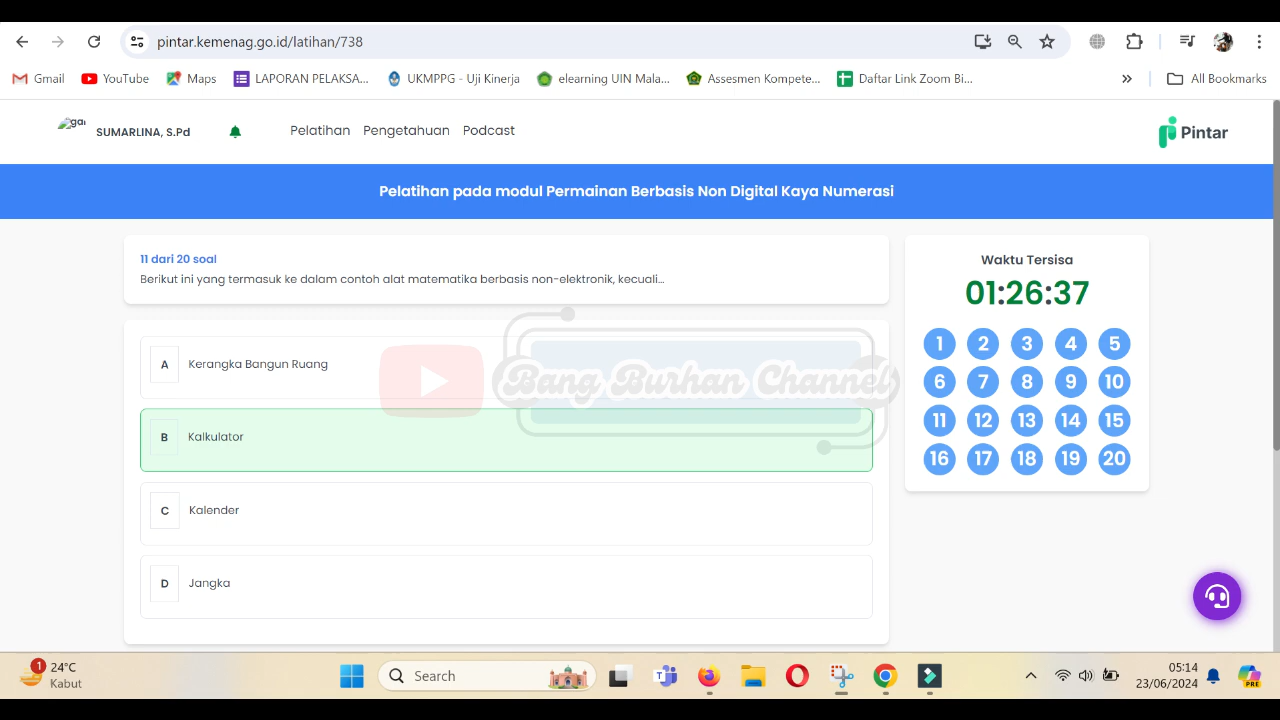 pintar.kemenag.go.id/latihan/738
Gmail
YouTube
Maps
LAPORAN PELAKSA...
UKMPPG - Uji Kinerja
elearning UIN Mala...
Assesmen Kompete...
Daftar Link Zoom Bi...
»
All Bookmarks
gar
SUMARLINA, S.Pd
Pelatihan
Pengetahuan
Podcast
Pintar
Pelatihan pada modul Permainan Berbasis Non Digital Kaya Numerasi
11 dari 20 soal
Berikut ini yang termasuk ke dalam contoh alat matematika berbasis non-elektronik, kecuali...
A Kerangka Bangun Ruang
B Kalkulator
C Kalender
D Jangka
Bang Burhan Channel
Waktu Tersisa
01:26:37
1 2 3 4 5
6 7 8 9 10
11 12 13 14 15
16 17 18 19 20
1
24°C
Kabut
Search
05:14
23/06/2024
PRE